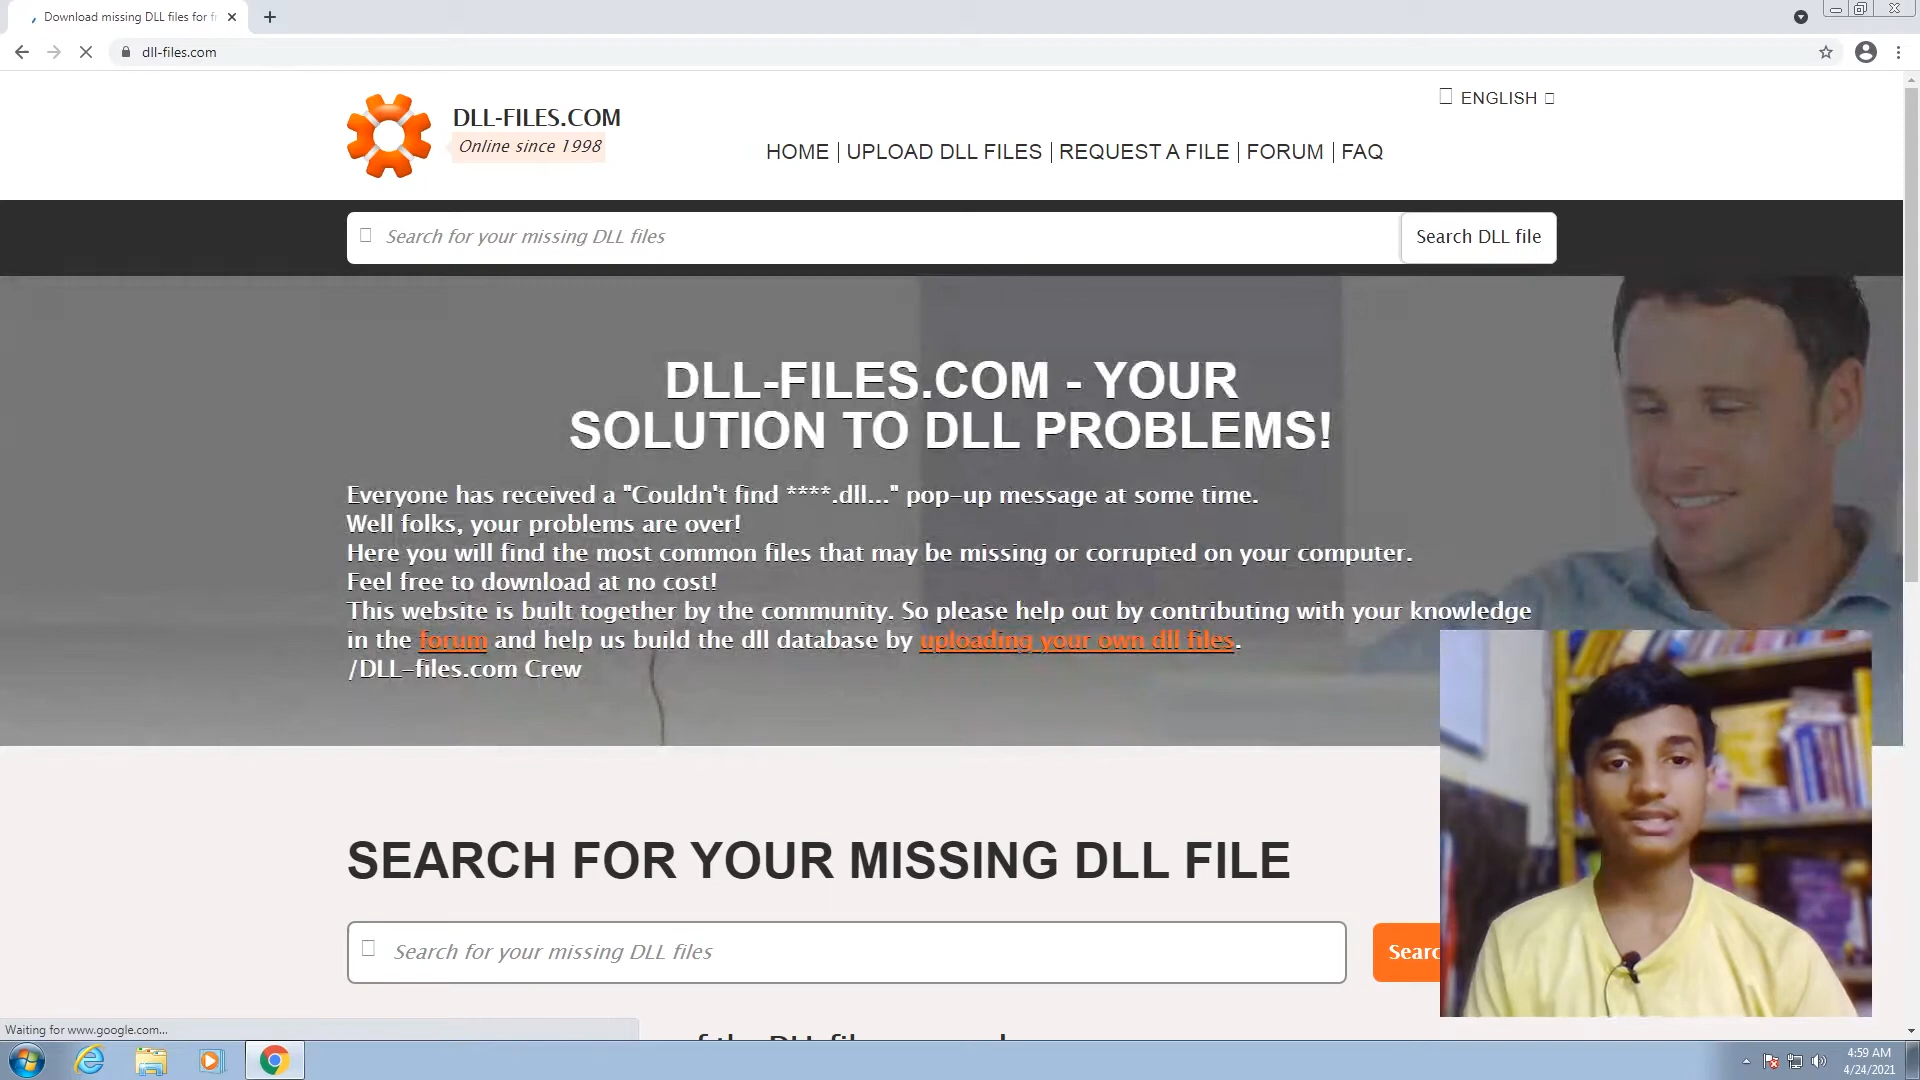 Download missing DLL files for fr
dll-files.com
ENGLISH
DLL-FILES.COM
Online since 1998
HOME | UPLOAD DLL FILES | REQUEST A FILE | FORUM | FAQ
Search for your missing DLL files
Search DLL file
DLL-FILES.COM - YOUR
SOLUTION TO DLL PROBLEMS!
Everyone has received a "Couldn't find ****.dll..." pop-up message at some time.
Well folks, your problems are over!
Here you will find the most common files that may be missing or corrupted on your computer.
Feel free to download at no cost!
This website is built together by the community. So please help out by contributing with your knowledge
in the forum and help us build the dll database by uploading your own dll files.
/DLL-files.com Crew
SEARCH FOR YOUR MISSING DLL FILE
Search for your missing DLL files
Searc
Waiting for www.google.com...
4:59 AM
4/24/2021